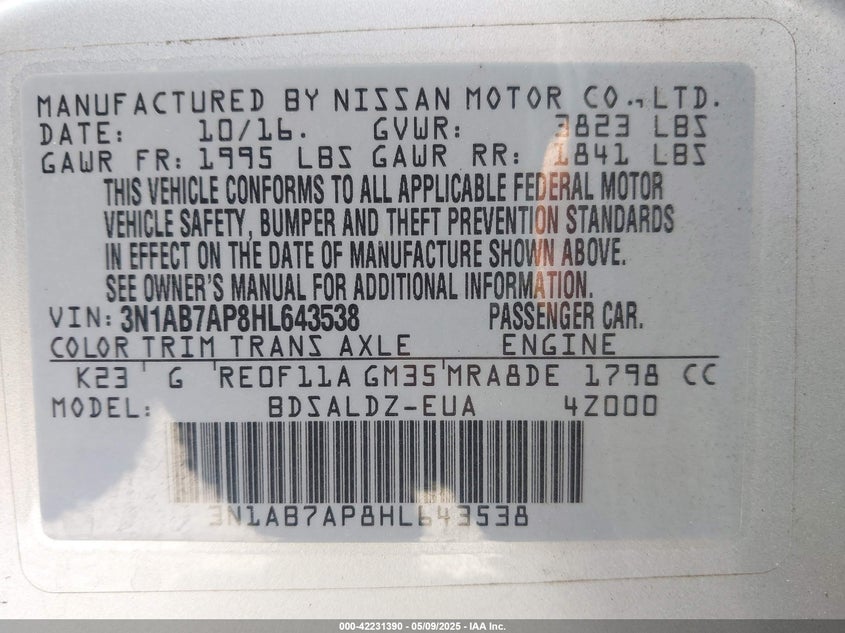 MANUFACTURED BY NISSAN MOTOR CO., LTD.
DATE: 10/16. GVWR: 3823 LBS
GAWR FR: 1995 LBS GAWR RR: 1841 LBS
THIS VEHICLE CONFORMS TO ALL APPLICABLE FEDERAL MOTOR
VEHICLE SAFETY, BUMPER AND THEFT PREVENTION STANDARDS
IN EFFECT ON THE DATE OF MANUFACTURE SHOWN ABOVE.
SEE OWNER'S MANUAL FOR ADDITIONAL INFORMATION.
VIN: 3N1AB7AP8HL643538 PASSENGER CAR.
COLOR TRIM TRANS AXLE ENGINE
K23 G RE0F11A GM35 MRA8DE 1798 CC
MODEL: BDSALDZ-EUA 4Z000
3N1AB7AP8HL643538
000-42231390 - 05/09/2025 - IAA Inc.